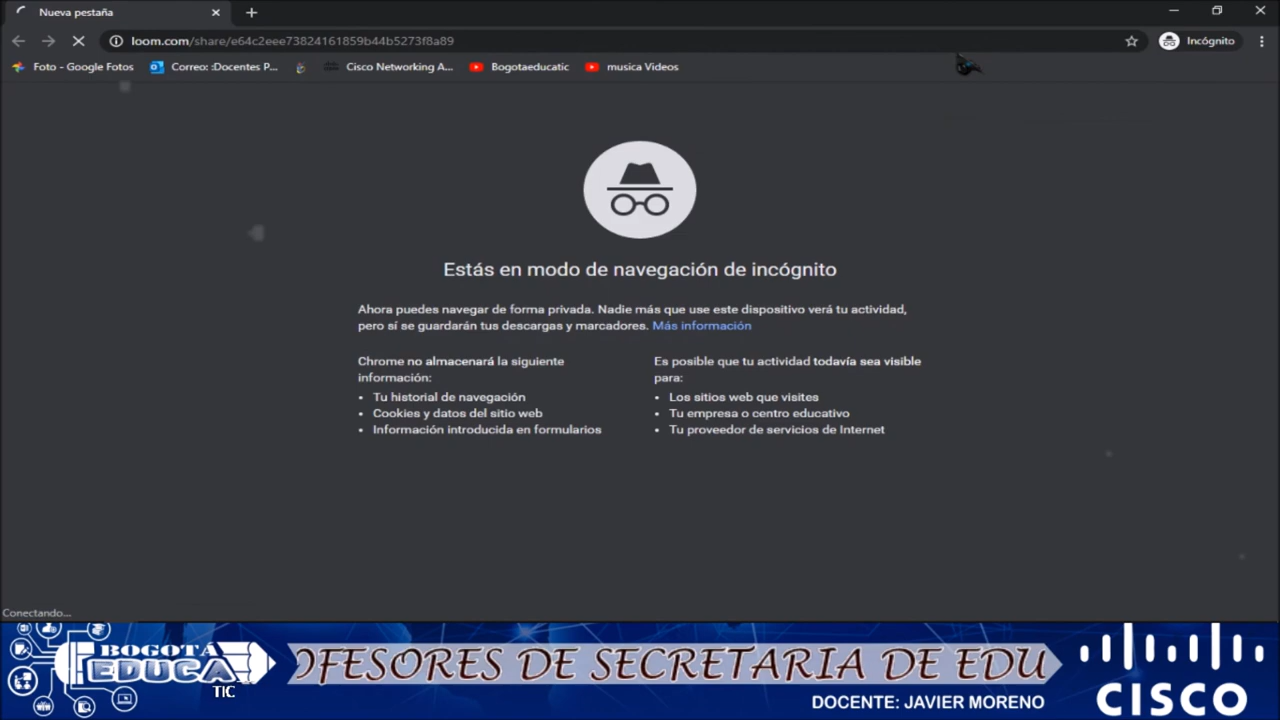 Nueva pestaña
loom.com/share/e64c2eee73824161859b44b5273f8a89
Incógnito
Foto - Google Fotos
Correo: :Docentes P...
Cisco Networking A...
Bogotaeducatic
musica Videos
Estás en modo de navegación de incógnito
Ahora puedes navegar de forma privada. Nadie más que use este dispositivo verá tu actividad,
pero sí se guardarán tus descargas y marcadores. Más información
Chrome no almacenará la siguiente
información:
• Tu historial de navegación
• Cookies y datos del sitio web
• Información introducida en formularios
Es posible que tu actividad todavía sea visible
para:
• Los sitios web que visites
• Tu empresa o centro educativo
• Tu proveedor de servicios de Internet
Conectando...
BOGOTÁ
EDUCA
TIC
OFESORES DE SECRETARIA DE EDU
DOCENTE: JAVIER MORENO
CISCO